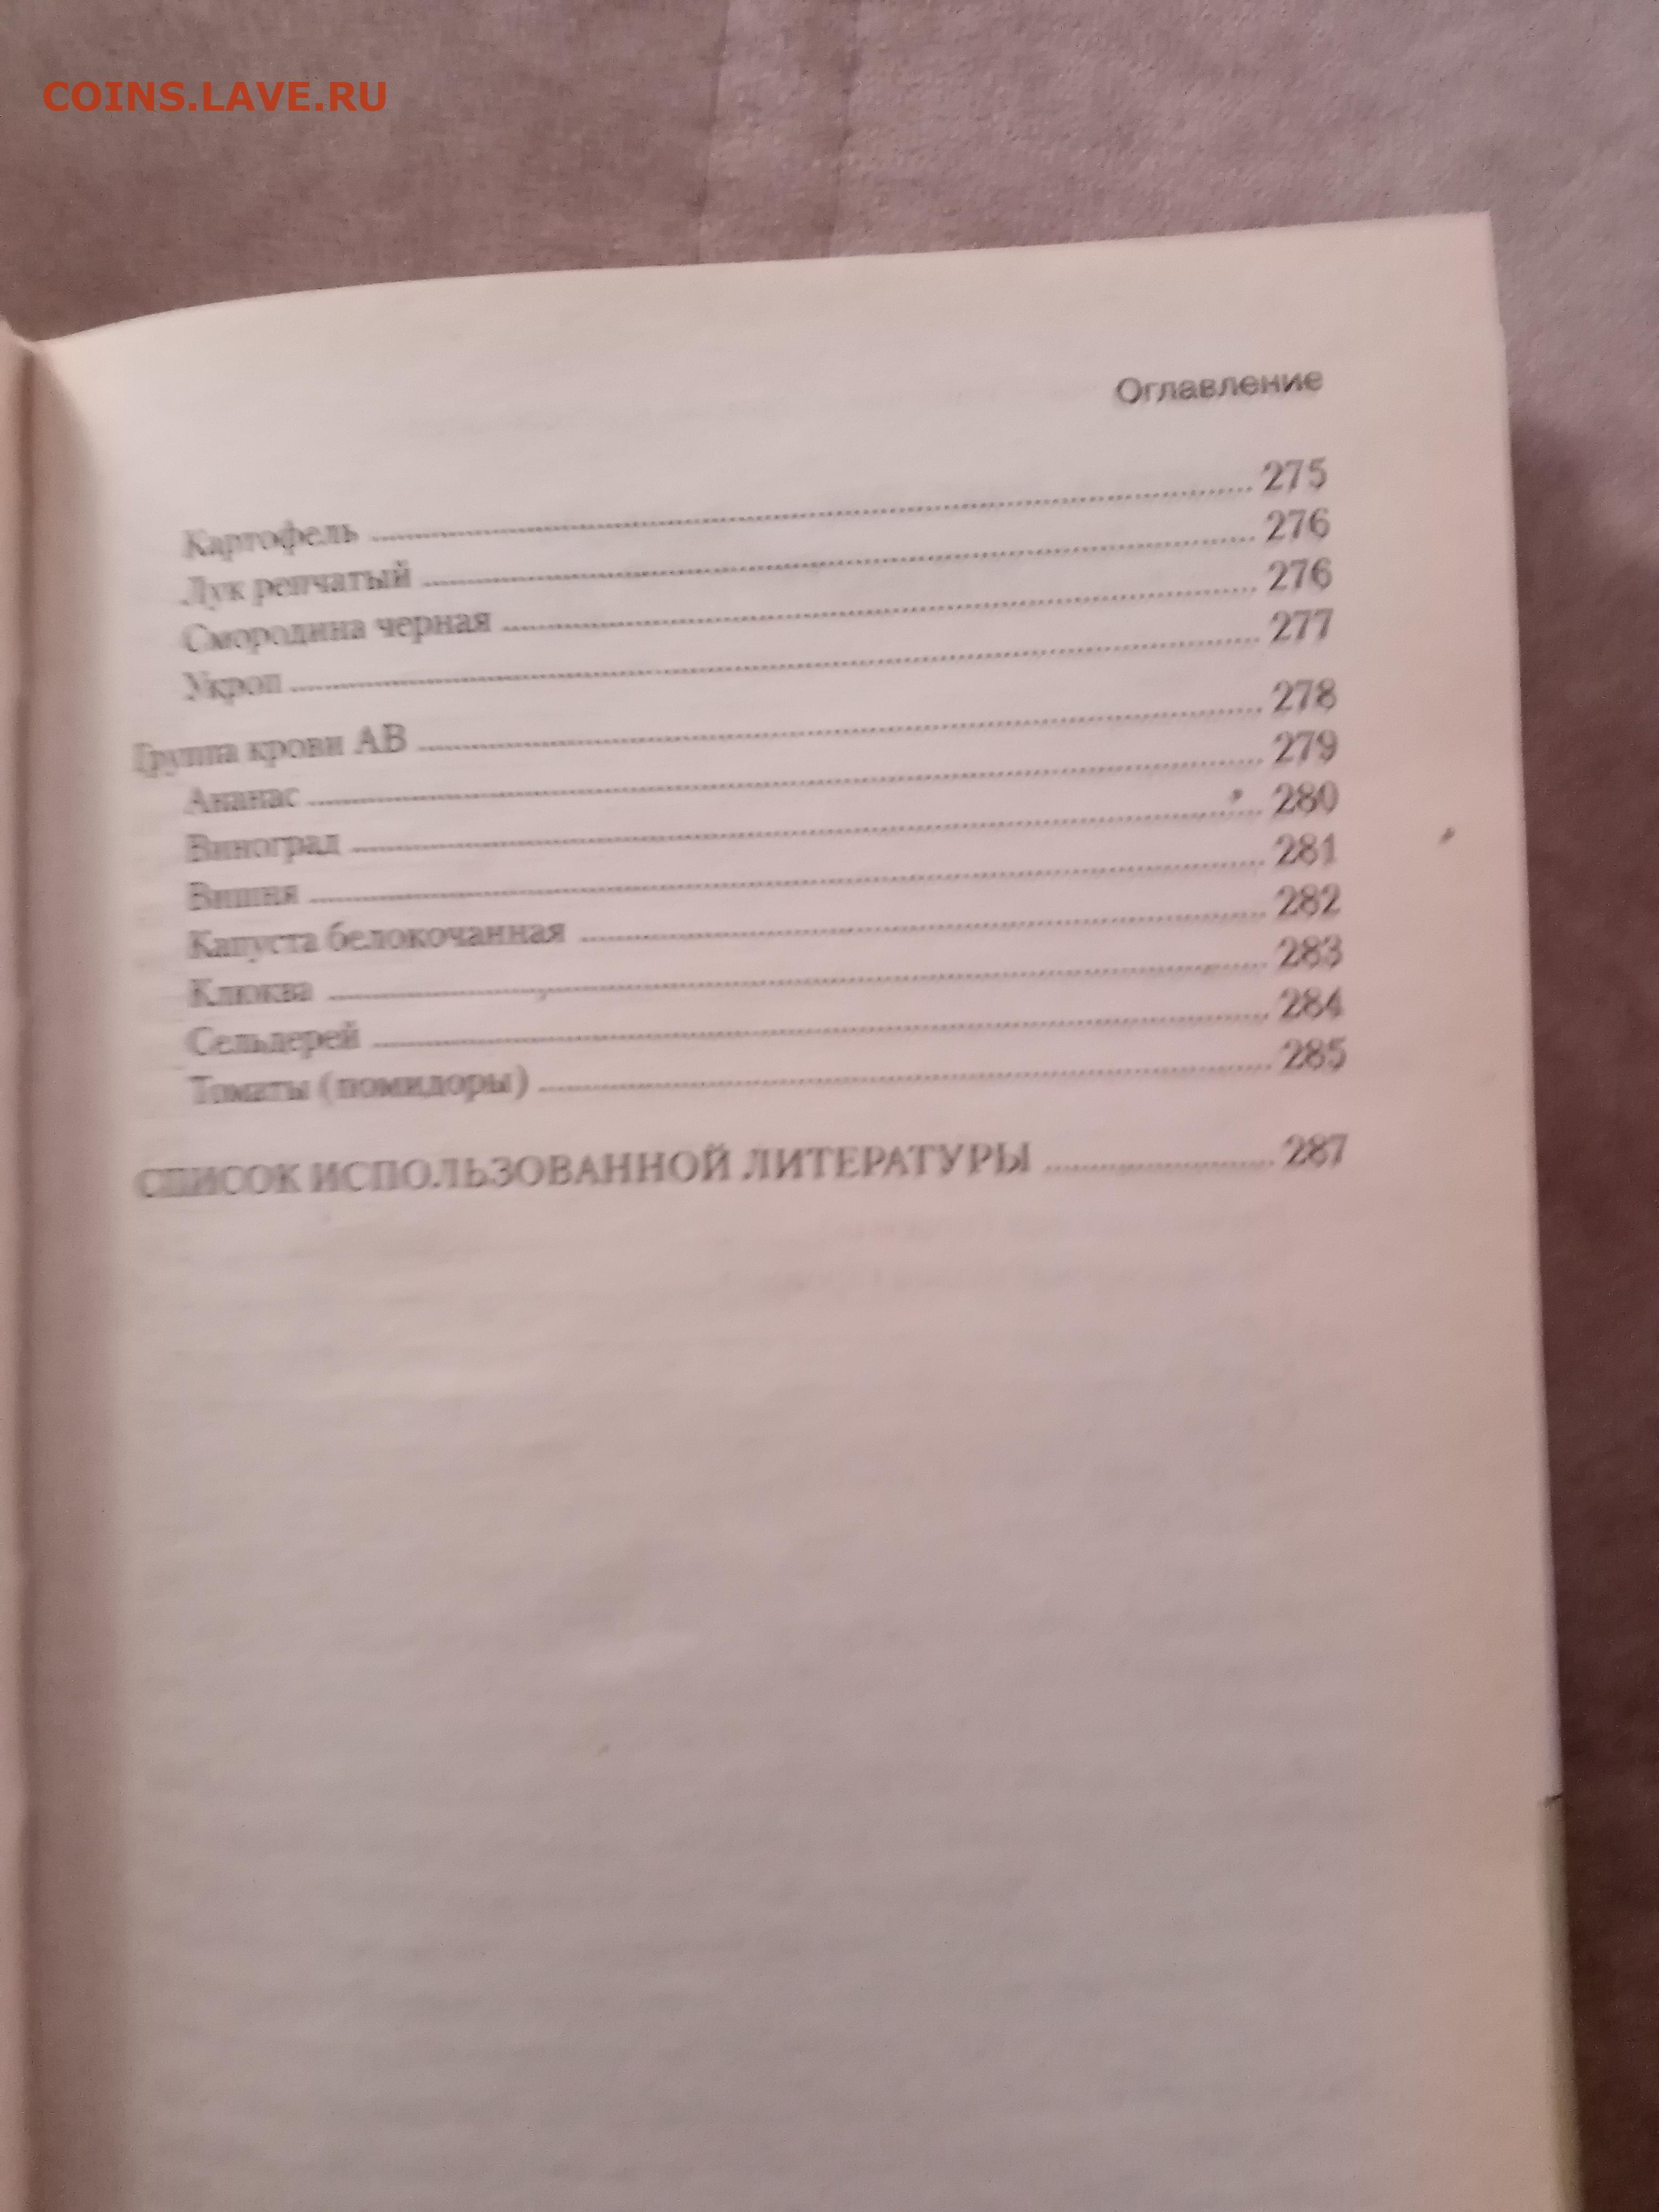 COINS.LAVE.RU
Оглавление
Картофель ........ 275
Лук репчатый ........ 276
Смородина черная ........ 276
Укроп ........ 277
Группа крови АВ ........ 278
Ананас ........ 279
Виноград ........ 280
Вишня ........ 281
Капуста белокочанная ........ 282
Клюква ........ 283
Сельдерей ........ 284
Томаты (помидоры) ........ 285
СПИСОК ИСПОЛЬЗОВАННОЙ ЛИТЕРАТУРЫ ........ 287